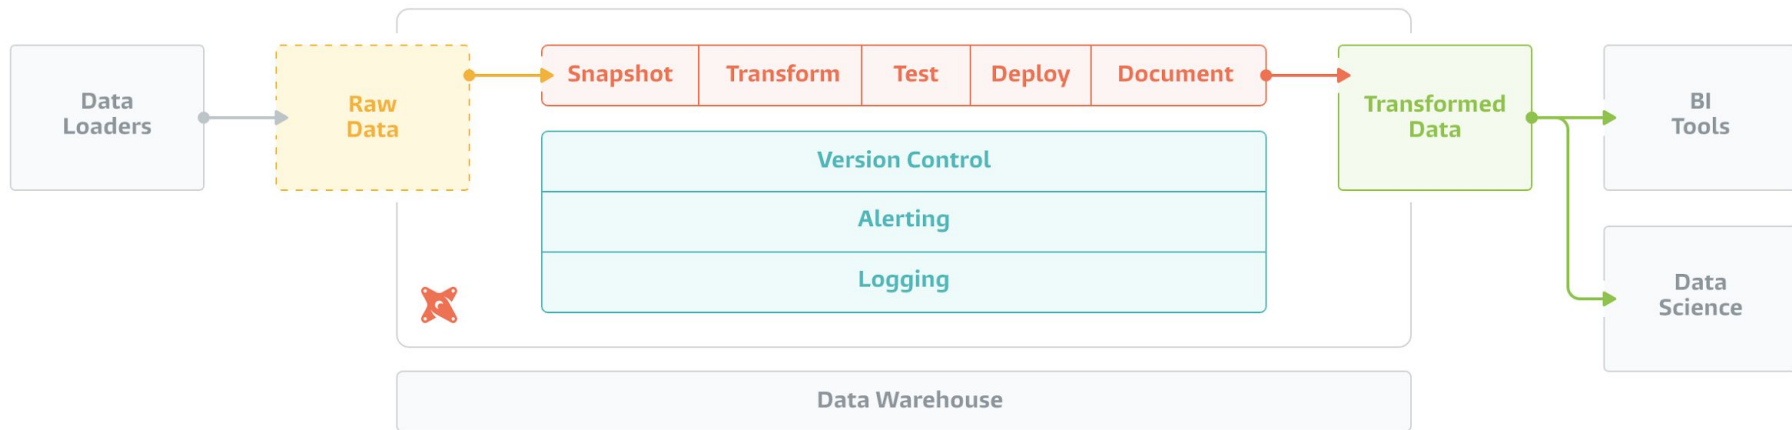 Data
Loaders
Raw
Data
Snapshot
Transform
Test
Deploy
Document
Version Control
Alerting
Logging
Transformed
Data
BI
Tools
Data
Science
Data Warehouse